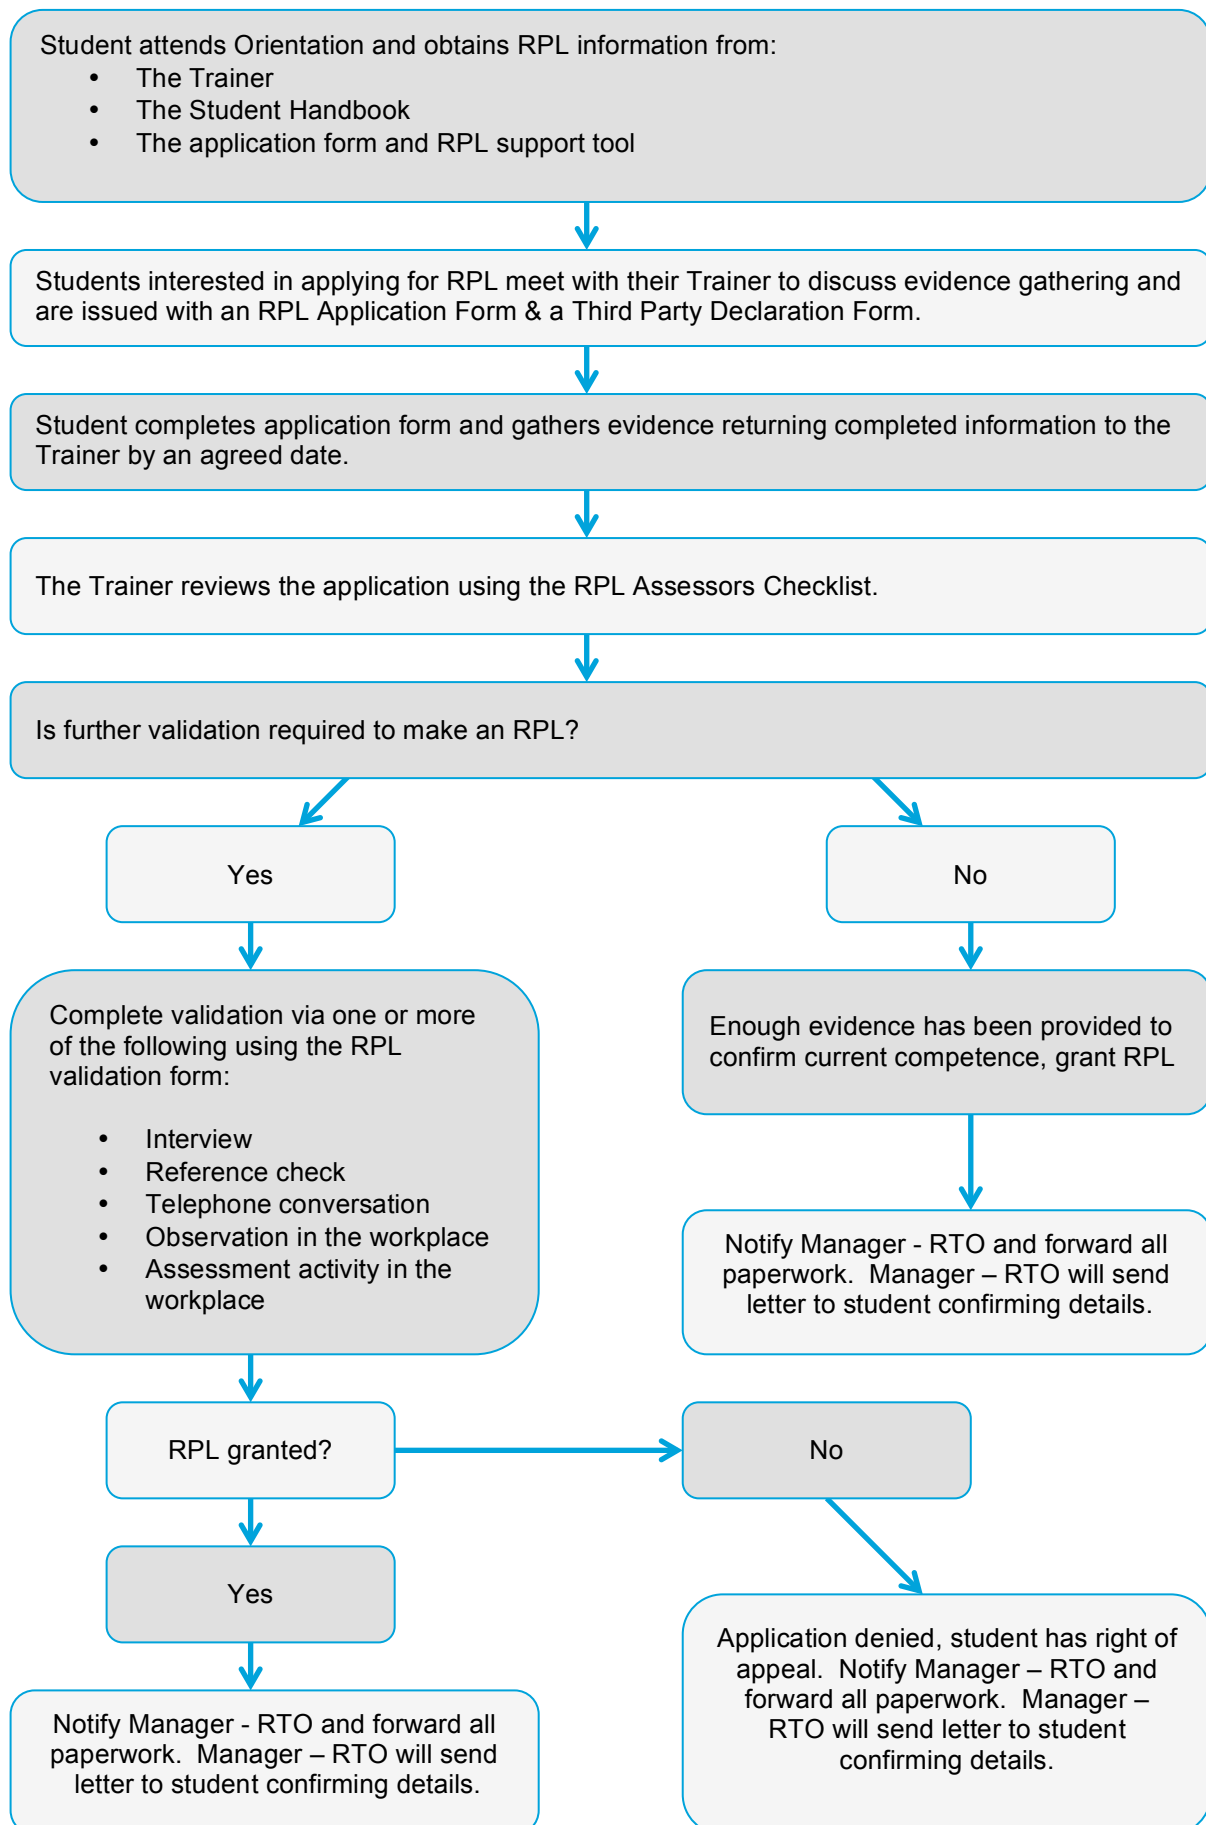 Student attends Orientation and obtains RPL information from:
• The Trainer
• The Student Handbook
• The application form and RPL support tool
Students interested in applying for RPL meet with their Trainer to discuss evidence gathering and
are issued with an RPL Application Form & a Third Party Declaration Form.
Student completes application form and gathers evidence returning completed information to the
Trainer by an agreed date.
The Trainer reviews the application using the RPL Assessors Checklist.
Is further validation required to make an RPL?
Yes
No
Complete validation via one or more
of the following using the RPL
validation form:
• Interview
• Reference check
• Telephone conversation
• Observation in the workplace
• Assessment activity in the
workplace
Enough evidence has been provided to
confirm current competence, grant RPL
Notify Manager - RTO and forward all
paperwork.  Manager – RTO will send
letter to student confirming details.
RPL granted?
No
Yes
Application denied, student has right of
appeal.  Notify Manager – RTO and
forward all paperwork.  Manager –
RTO will send letter to student
confirming details.
Notify Manager - RTO and forward all
paperwork.  Manager – RTO will send
letter to student confirming details.